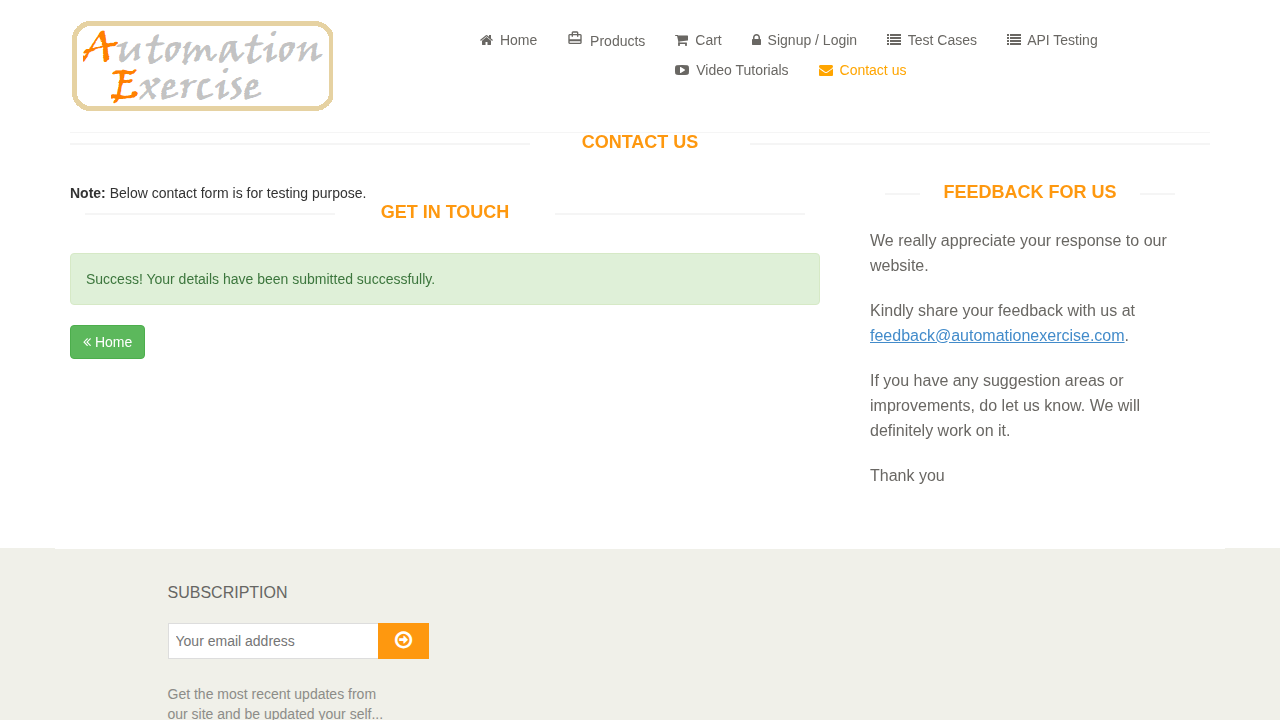 Automation
Exercise
Home
Products
Cart
Signup / Login
Test Cases
API Testing
Video Tutorials
Contact us
CONTACT US
Note: Below contact form is for testing purpose.
GET IN TOUCH
Success! Your details have been submitted successfully.
« Home
FEEDBACK FOR US
We really appreciate your response to our
website.
Kindly share your feedback with us at
feedback@automationexercise.com.
If you have any suggestion areas or
improvements, do let us know. We will
definitely work on it.
Thank you
SUBSCRIPTION
Your email address
Get the most recent updates from
our site and be updated your self...